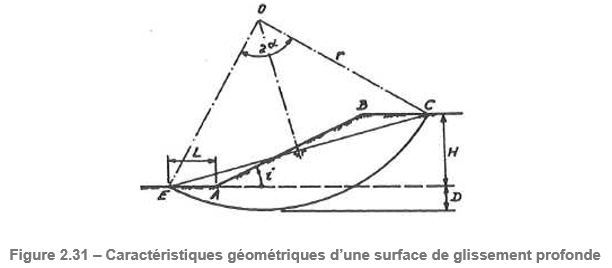 O
2α
r
B
C
L
H
i
E
A
D
Figure 2.31 – Caractéristiques géométriques d’une surface de glissement profonde